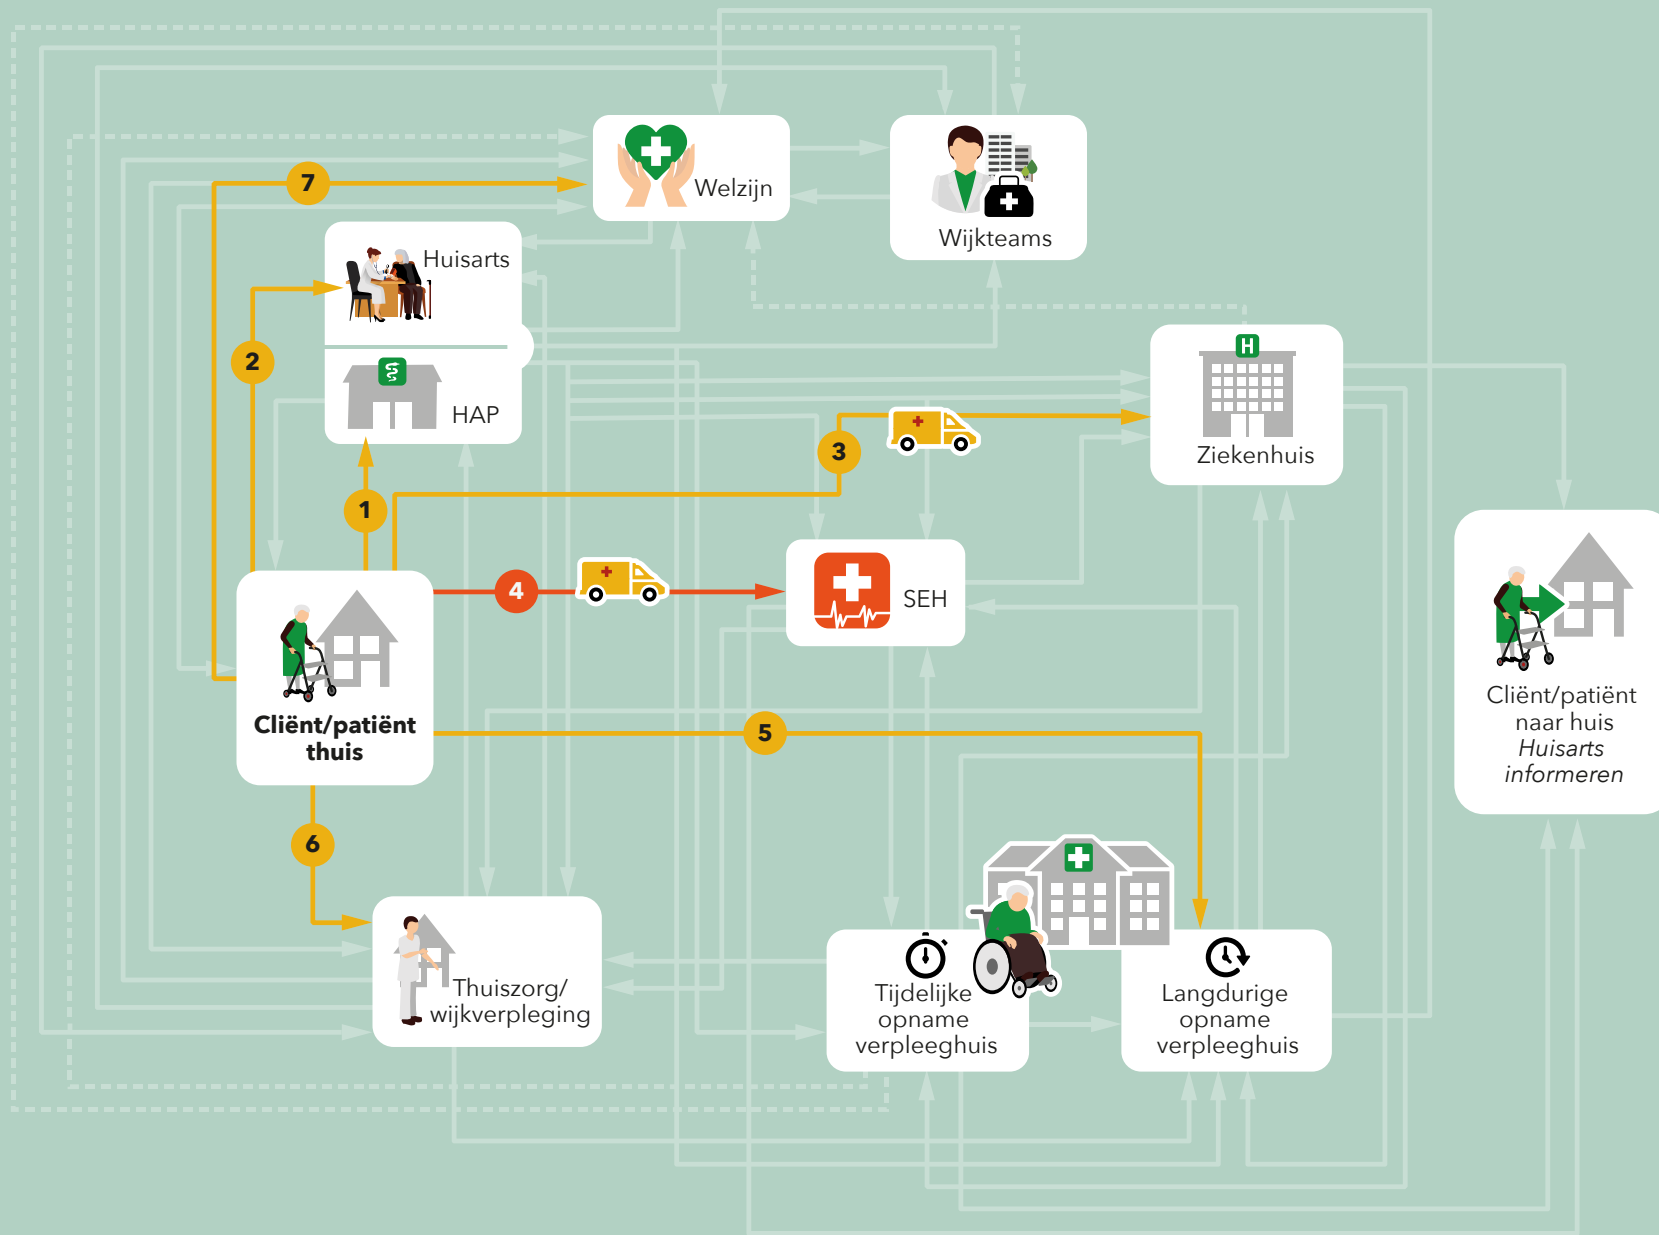 Welzijn
Wijkteams
7
Huisarts
2
HAP
H
Ziekenhuis
3
1
4
SEH
Cliënt/patiënt
thuis
5
Cliënt/patiënt
naar huis
Huisarts
informeren
6
Thuiszorg/
wijkverpleging
Tijdelijke
opname
verpleeghuis
Langdurige
opname
verpleeghuis